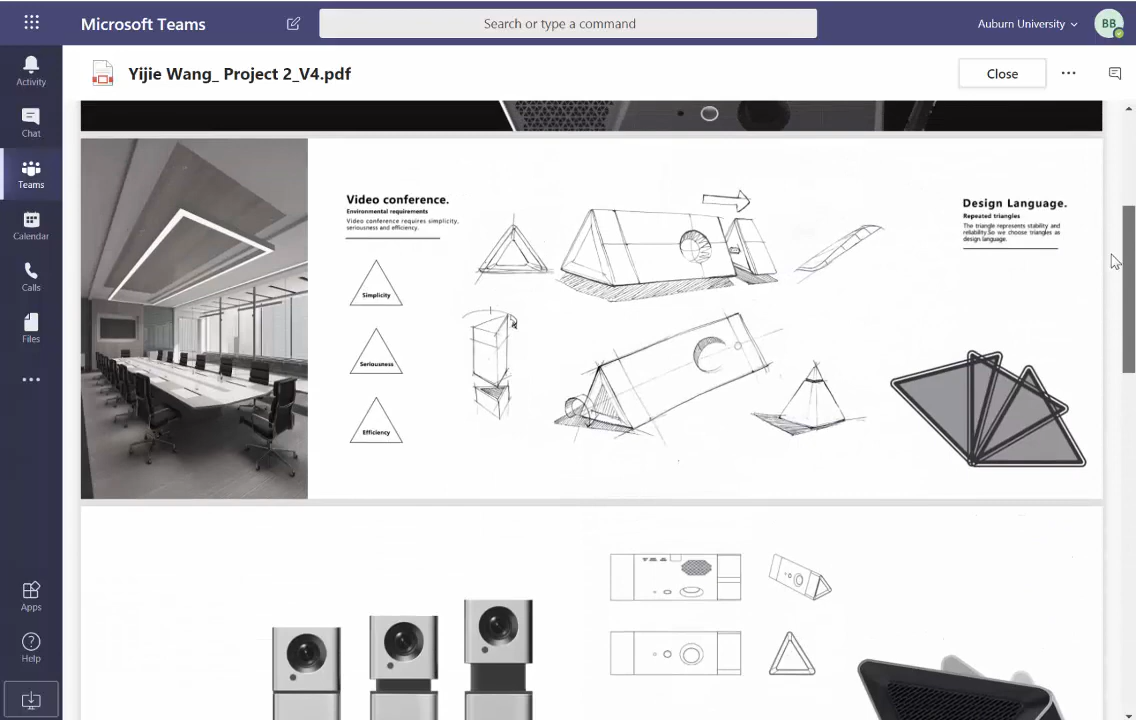 Microsoft Teams
Search or type a command
Auburn University
BB
Activity
Chat
Teams
Calendar
Calls
Files
Apps
Help
Yijie Wang_ Project 2_V4.pdf
Close
Video conference.
Environmental requirements
Video conference requires simplicity,
seriousness and efficiency.
Simplicity
Seriousness
Efficiency
Design Language.
Repeated triangles
The triangle represents stability and
reliability.So we choose triangles as
design language.